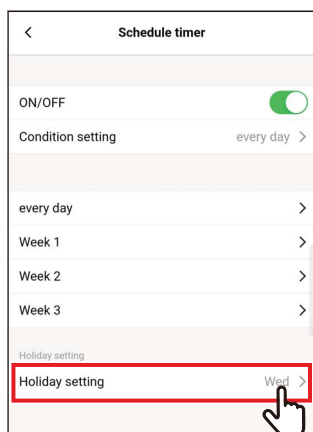 Schedule timer
ON/OFF
Condition setting every day
every day
Week 1
Week 2
Week 3
Holiday setting
Holiday setting Wed